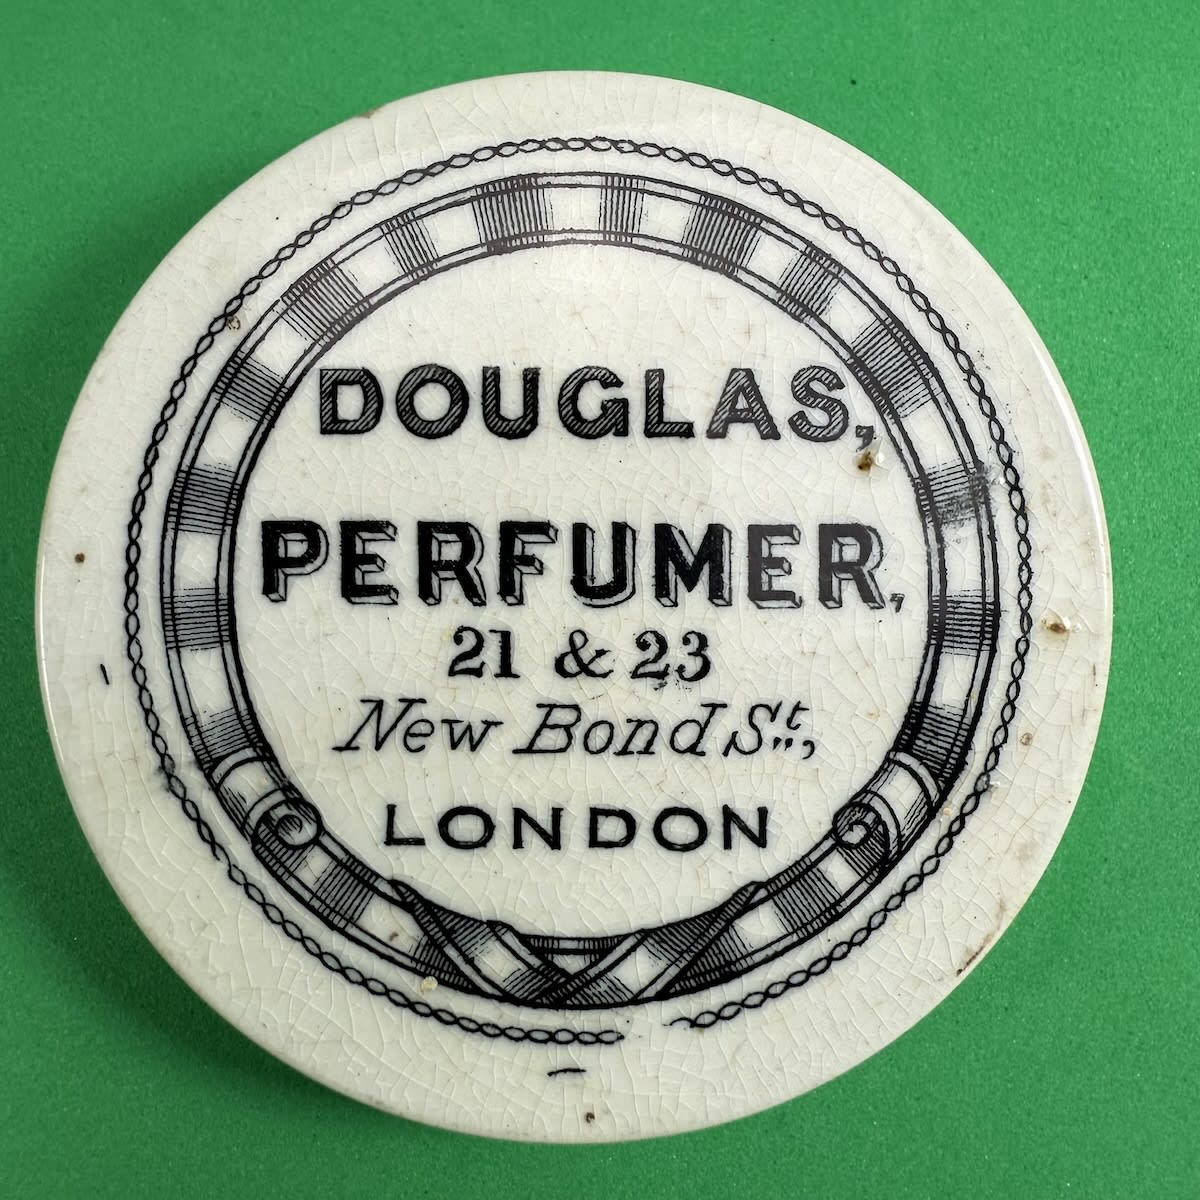 DOUGLAS,
PERFUMER,
21 & 23
New Bond St,
LONDON